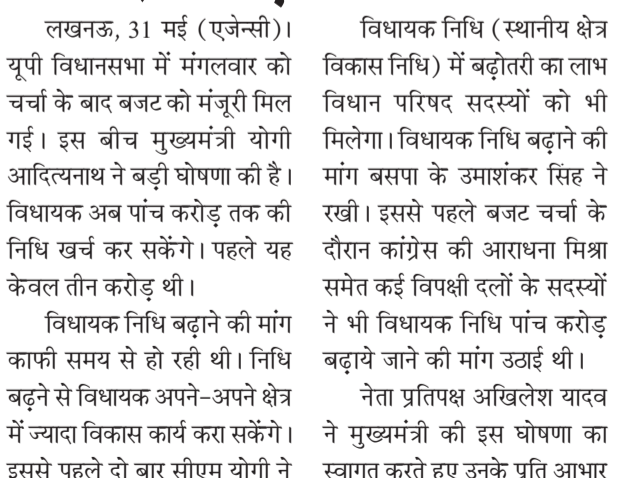 लखनऊ, 31 मई (एजेन्सी)।
यूपी विधानसभा में मंगलवार को
चर्चा के बाद बजट को मंजूरी मिल
गई। इस बीच मुख्यमंत्री योगी
आदित्यनाथ ने बड़ी घोषणा की है।
विधायक अब पांच करोड़ तक की
निधि खर्च कर सकेंगे। पहले यह
केवल तीन करोड़ थी।
विधायक निधि बढ़ाने की मांग
काफी समय से हो रही थी। निधि
बढ़ने से विधायक अपने-अपने क्षेत्र
में ज्यादा विकास कार्य करा सकेंगे।
इससे पहले दो बार सीएम योगी ने
विधायक निधि (स्थानीय क्षेत्र
विकास निधि) में बढ़ोतरी का लाभ
विधान परिषद सदस्यों को भी
मिलेगा। विधायक निधि बढ़ाने की
मांग बसपा के उमाशंकर सिंह ने
रखी। इससे पहले बजट चर्चा के
दौरान कांग्रेस की आराधना मिश्रा
समेत कई विपक्षी दलों के सदस्यों
ने भी विधायक निधि पांच करोड़
बढ़ाये जाने की मांग उठाई थी।
नेता प्रतिपक्ष अखिलेश यादव
ने मुख्यमंत्री की इस घोषणा का
स्वागत करते हुए उनके प्रति आभार